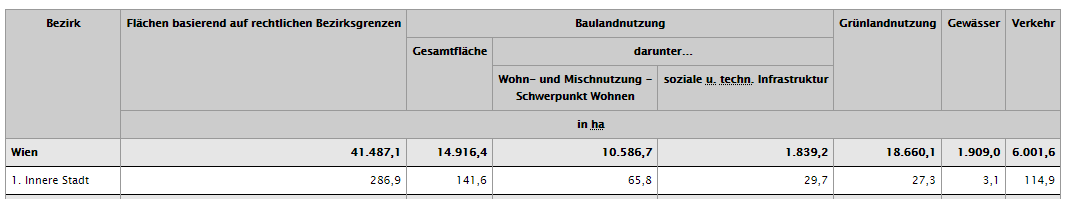 Bezirk Flächen basierend auf rechtlichen Bezirksgrenzen Baulandnutzung Grünlandnutzung Gewässer Verkehr
Gesamtfläche darunter...
Wohn- und Mischnutzung -
Schwerpunkt Wohnen
soziale u. techn. Infrastruktur
in ha
Wien 41.487,1 14.916,4 10.586,7 1.839,2 18.660,1 1.909,0 6.001,6
1. Innere Stadt 286,9 141,6 65,8 29,7 27,3 3,1 114,9